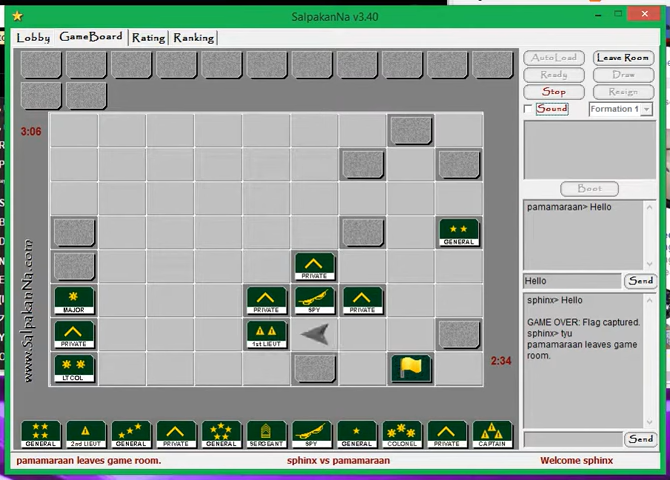 SalpakanNa v3.40
Lobby GameBoard Rating Ranking
AutoLoad Leave Room
Ready Draw
Stop Resign
Sound Formation 1
3:06
Boot
pamamaraan> Hello
GENERAL
PRIVATE
Hello Send
MAJOR PRIVATE SPY PRIVATE
sphinx> Hello
GAME OVER: Flag captured.
sphinx> tyu
pamamaraan leaves game
room.
PRIVATE 1st LIEUT
2:34
LT COL
www.SalpakanNa.com
GENERAL 2nd LIEUT GENERAL PRIVATE GENERAL SERGEANT SPY GENERAL COLONEL PRIVATE CAPTAIN
Send
pamamaraan leaves game room. sphinx vs pamamaraan Welcome sphinx